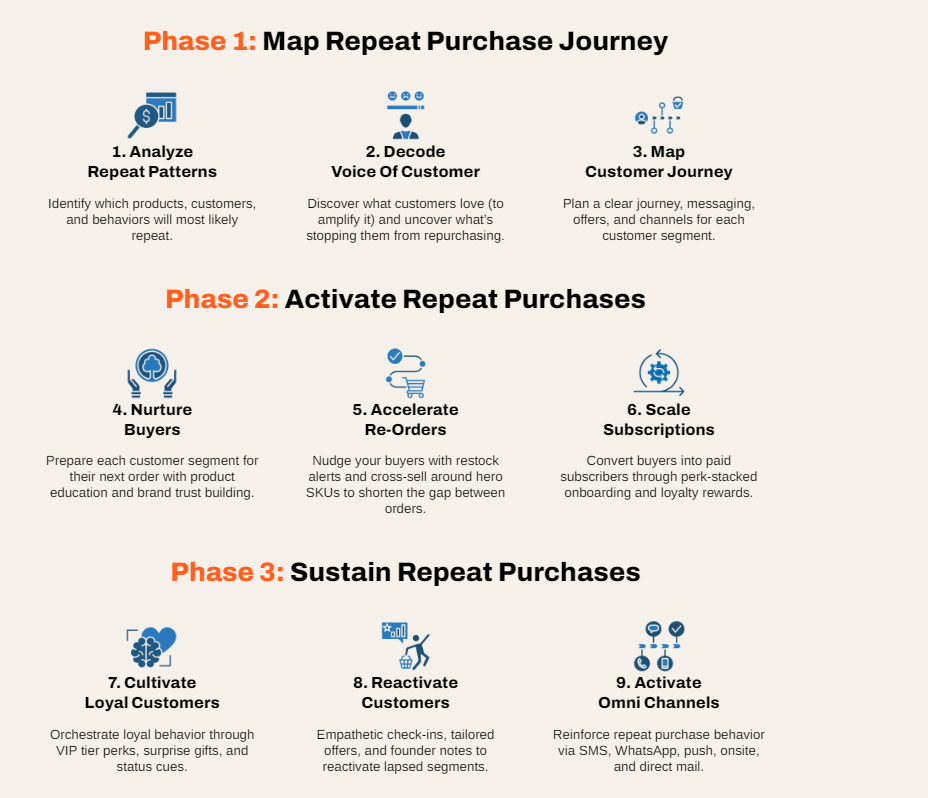 Phase 1: Map Repeat Purchase Journey
1. Analyze
Repeat Patterns
Identify which products, customers,
and behaviors will most likely
repeat.
2. Decode
Voice Of Customer
Discover what customers love (to
amplify it) and uncover what's
stopping them from repurchasing.
3. Map
Customer Journey
Plan a clear journey, messaging,
offers, and channels for each
customer segment.
Phase 2: Activate Repeat Purchases
4. Nurture
Buyers
Prepare each customer segment for
their next order with product
education and brand trust building.
5. Accelerate
Re-Orders
Nudge your buyers with restock
alerts and cross-sell around hero
SKUs to shorten the gap between
orders.
6. Scale
Subscriptions
Convert buyers into paid
subscribers through perk-stacked
onboarding and loyalty rewards.
Phase 3: Sustain Repeat Purchases
7. Cultivate
Loyal Customers
Orchestrate loyal behavior through
VIP tier perks, surprise gifts, and
status cues.
8. Reactivate
Customers
Empathetic check-ins, tailored
offers, and founder notes to
reactivate lapsed segments.
9. Activate
Omni Channels
Reinforce repeat purchase behavior
via SMS, WhatsApp, push, onsite,
and direct mail.